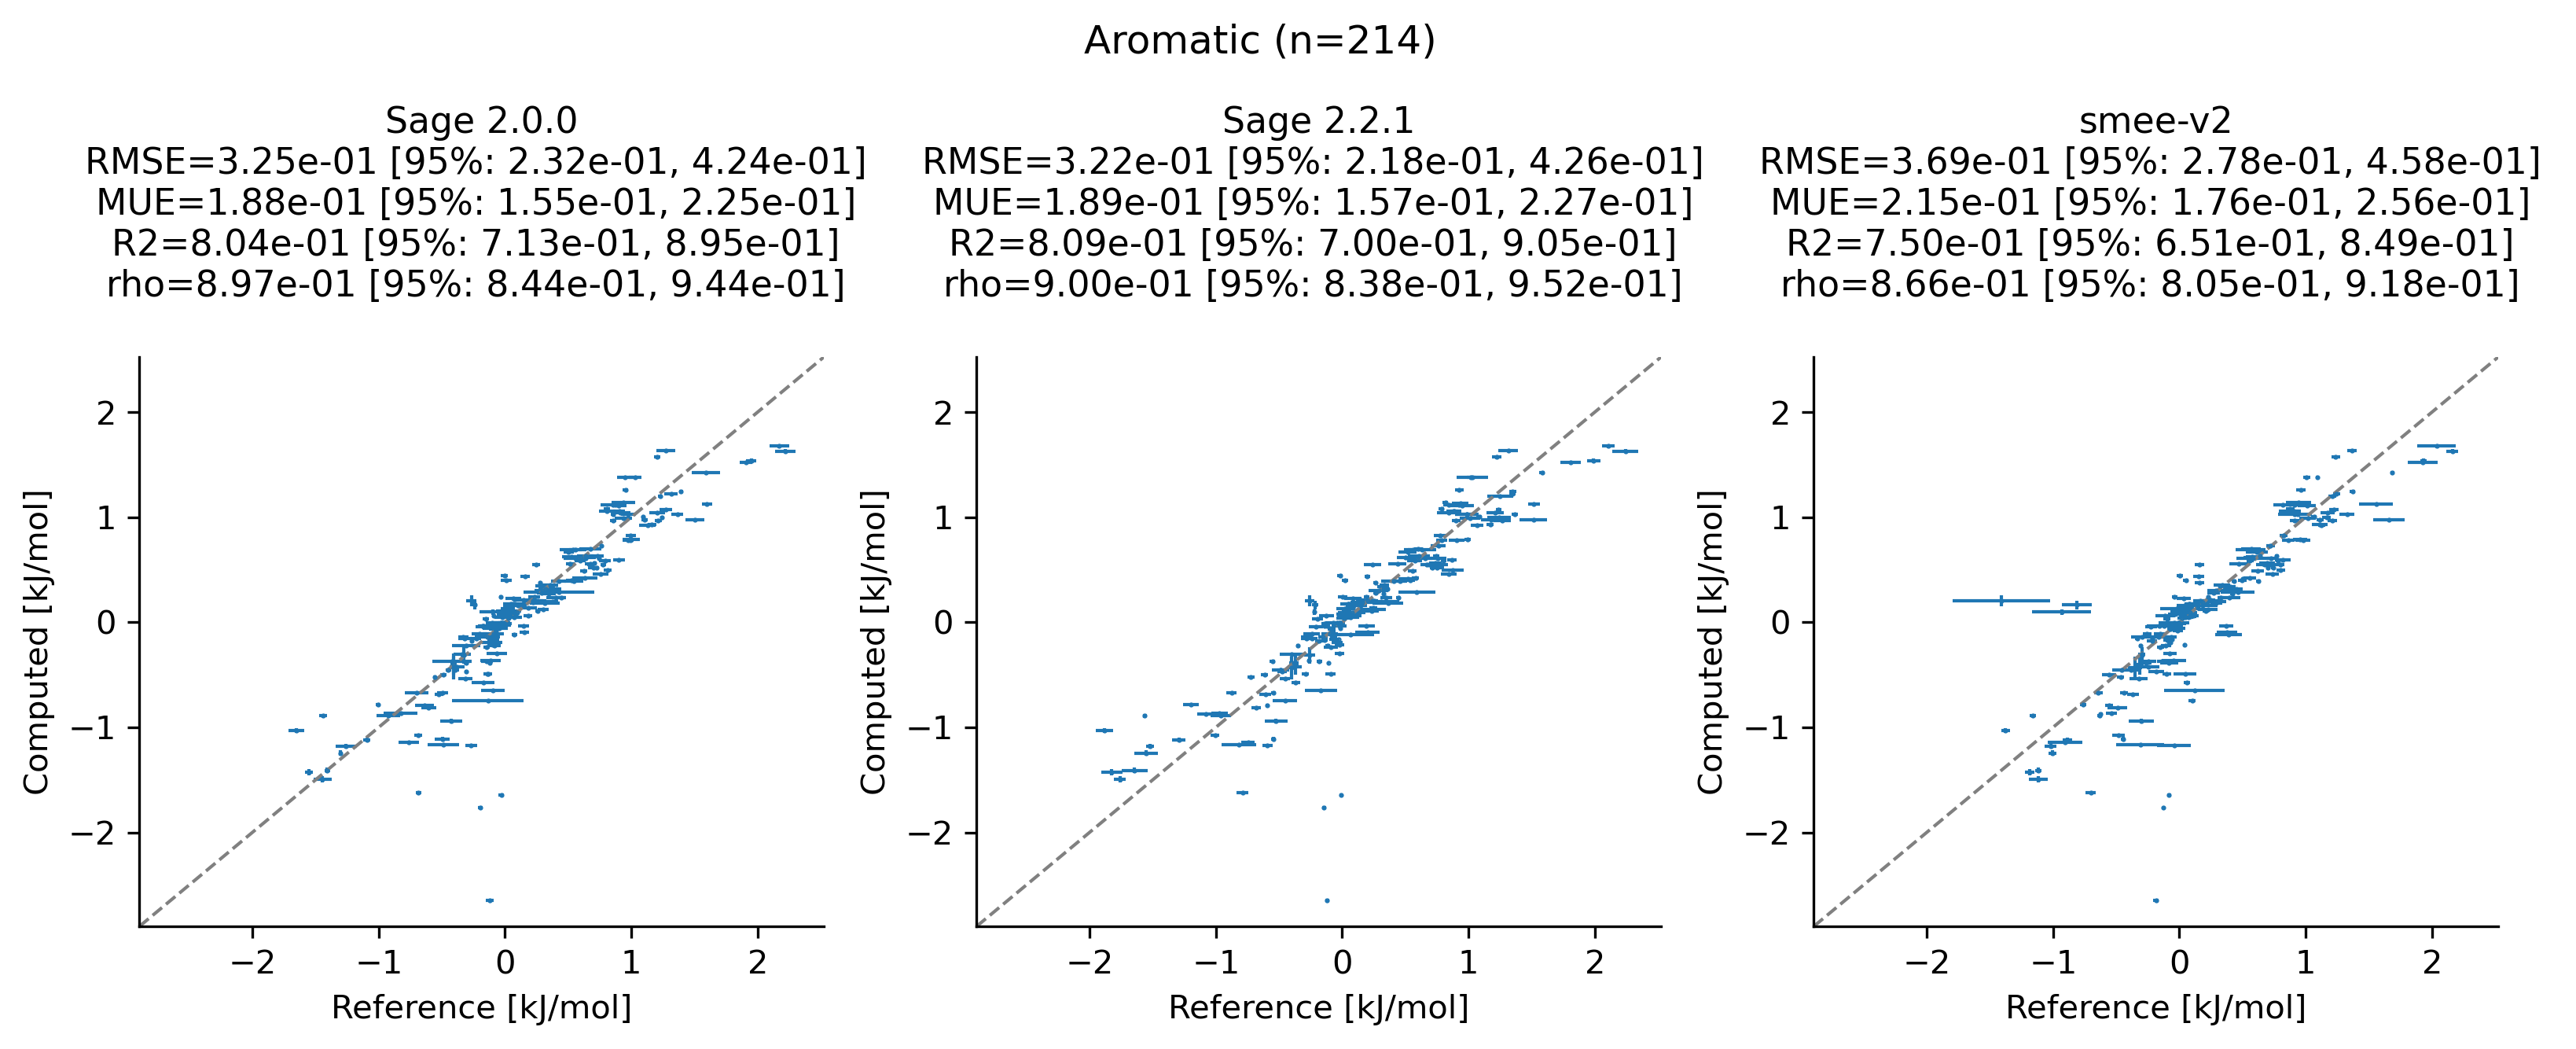 Aromatic (n=214)
Sage 2.0.0
RMSE=3.25e-01 [95%: 2.32e-01, 4.24e-01]
MUE=1.88e-01 [95%: 1.55e-01, 2.25e-01]
R2=8.04e-01 [95%: 7.13e-01, 8.95e-01]
rho=8.97e-01 [95%: 8.44e-01, 9.44e-01]
2
1
0
−1
−2
Computed [kJ/mol]
−2 −1 0 1 2
Reference [kJ/mol]
Sage 2.2.1
RMSE=3.22e-01 [95%: 2.18e-01, 4.26e-01]
MUE=1.89e-01 [95%: 1.57e-01, 2.27e-01]
R2=8.09e-01 [95%: 7.00e-01, 9.05e-01]
rho=9.00e-01 [95%: 8.38e-01, 9.52e-01]
2
1
0
−1
−2
Computed [kJ/mol]
−2 −1 0 1 2
Reference [kJ/mol]
smee-v2
RMSE=3.69e-01 [95%: 2.78e-01, 4.58e-01]
MUE=2.15e-01 [95%: 1.76e-01, 2.56e-01]
R2=7.50e-01 [95%: 6.51e-01, 8.49e-01]
rho=8.66e-01 [95%: 8.05e-01, 9.18e-01]
2
1
0
−1
−2
Computed [kJ/mol]
−2 −1 0 1 2
Reference [kJ/mol]